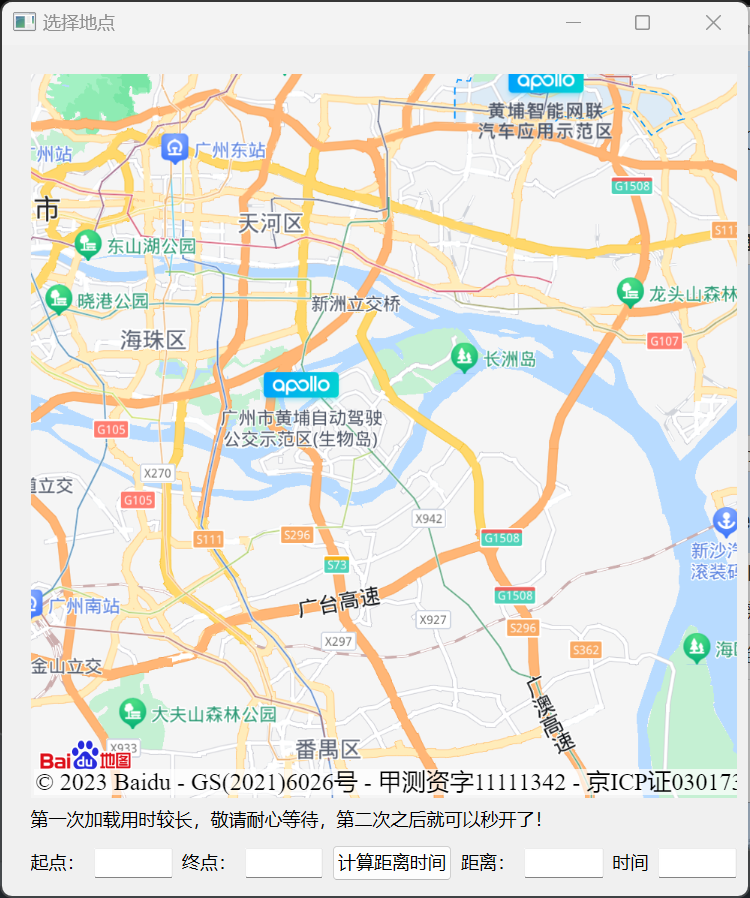 选择地点
apollo
黄埔智能网联
汽车应用示范区
州站
广州东站
G1508
市
天河区
东山湖公园
龙头山森林
晓港公园
新洲立交桥
海珠区
G107
长洲岛
apollo
广州市黄埔自动驾驶
公交示范区(生物岛)
G105
X270
道立交
G105
X942
S111
S296
G1508
新沙汽
滚装码
S73
G1508
广州南站
广台高速
X927
S296
X297
S362
金山立交
广澳高速
大夫山森林公园
X933
番禺区
Bai du 地图
© 2023 Baidu - GS(2021)6026号 - 甲测资字11111342 - 京ICP证030173
第一次加载用时较长，敬请耐心等待，第二次之后就可以秒开了！
起点： 终点： 计算距离时间 距离： 时间